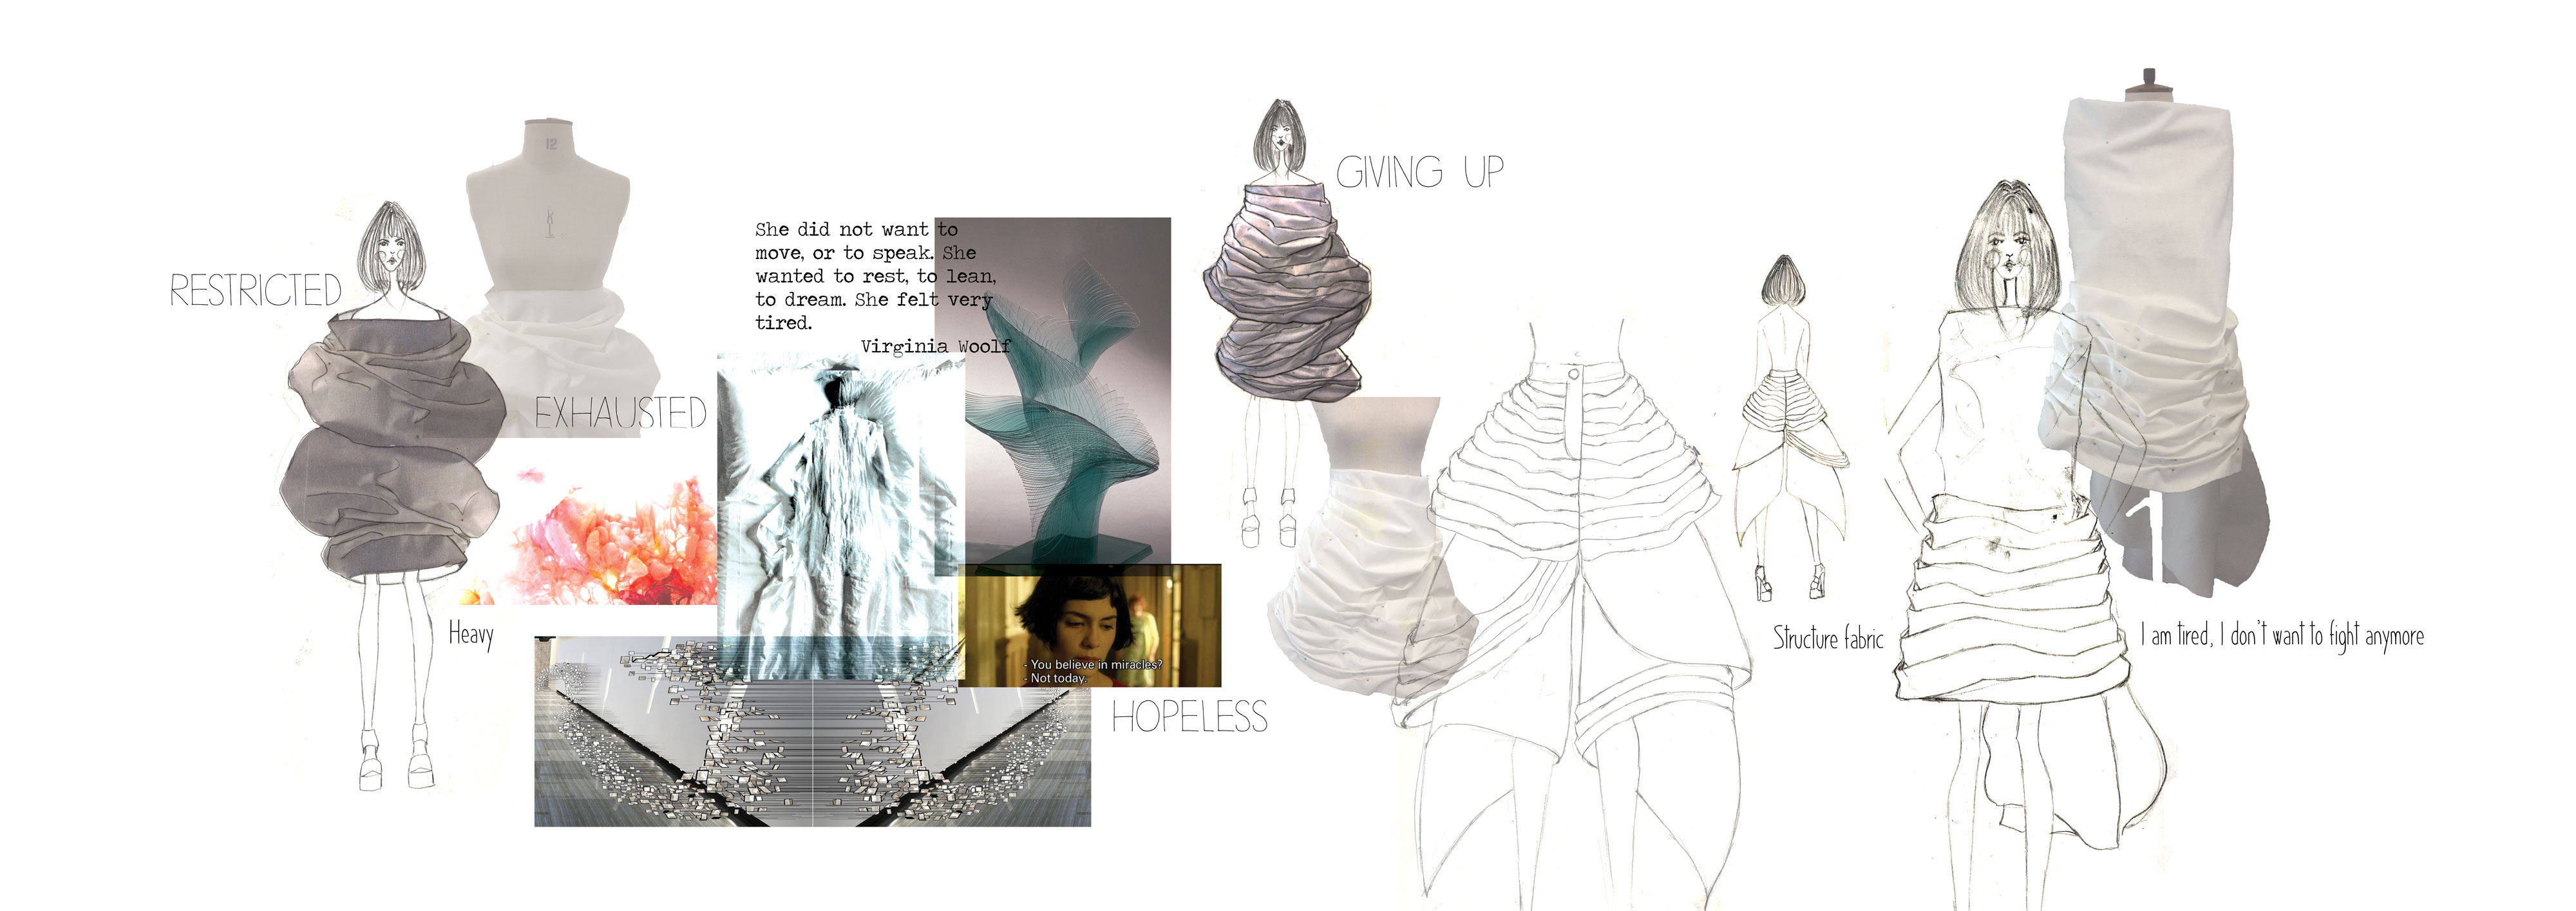 12
RESTRICTED
EXHAUSTED
Heavy
She did not want to
move, or to speak. She
wanted to rest, to lean,
to dream. She felt very
tired.
Virginia Woolf
- You believe in miracles?
- Not today.
HOPELESS
GIVING UP
Structure fabric
I am tired, I don't want to fight anymore